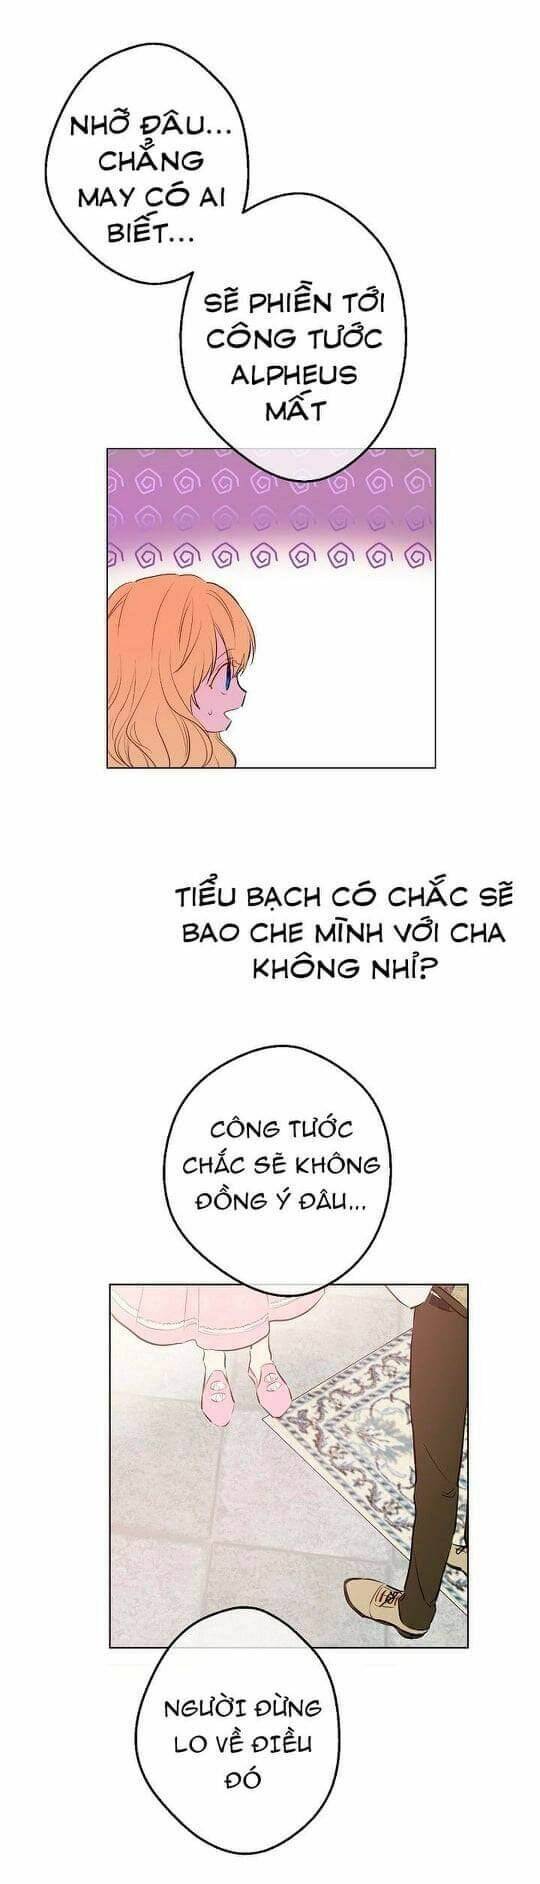 NHỠ ĐÂU...
CHẲNG
MAY CÓ AI
BIẾT...
SẼ PHIỀN TỚI
CÔNG TƯỚC
ALPHEUS
MẤT
TIỂU BẠCH CÓ CHẮC SẼ
BAO CHE MÌNH VỚI CHA
KHÔNG NHỈ?
CÔNG TƯỚC
CHẮC SẼ KHÔNG
ĐỒNG Ý ĐÂU...
NGƯỜI ĐỪNG
LO VỀ ĐIỀU
ĐÓ